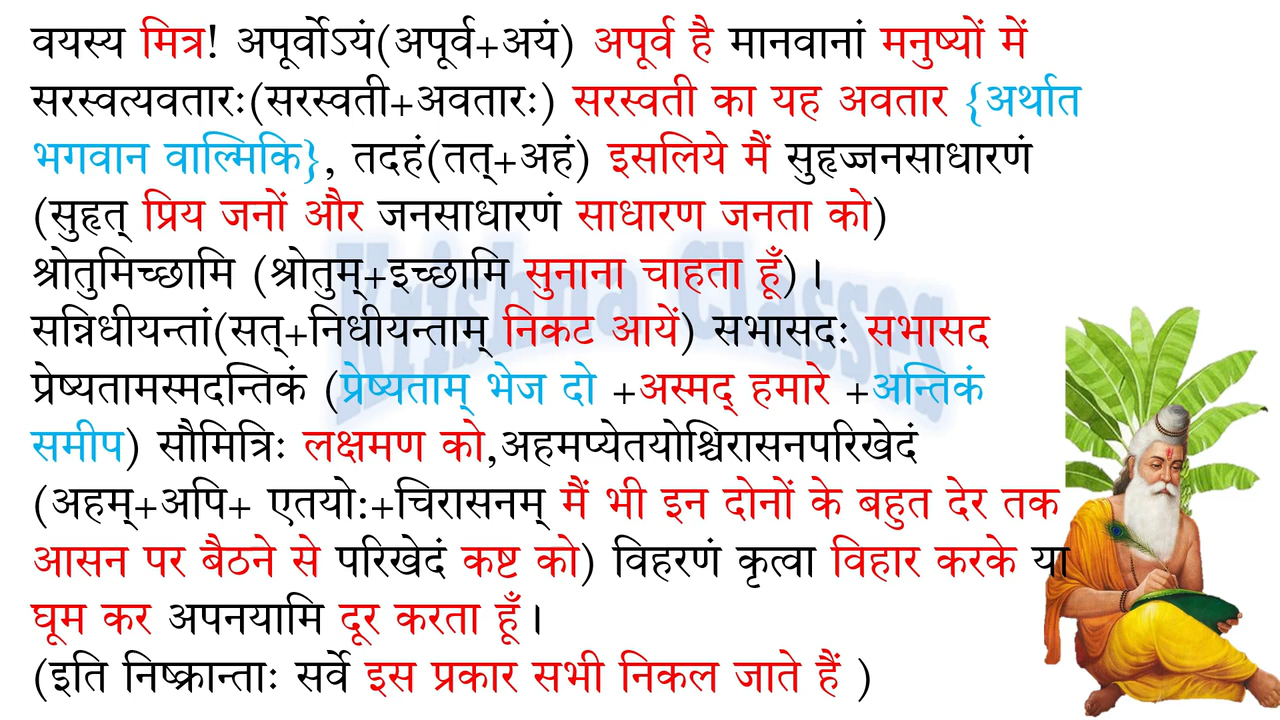 वयस्य मित्र! अपूर्वोऽयं(अपूर्व+अयं) अपूर्व है मानवानां मनुष्यों में
सरस्वत्यवतारः(सरस्वती+अवतारः) सरस्वती का यह अवतार {अर्थात
भगवान वाल्मिकि}, तदहं(तत्+अहं) इसलिये मैं सुहृज्जनसाधारणं
(सुहृत् प्रिय जनों और जनसाधारणं साधारण जनता को)
श्रोतुमिच्छामि (श्रोतुम्+इच्छामि सुनाना चाहता हूँ)।
सन्निधीयन्तां(सत्+निधीयन्ताम् निकट आयें) सभासदः सभासद
प्रेष्यतामस्मदन्तिकं (प्रेष्यताम् भेज दो +अस्मद् हमारे +अन्तिकं
समीप) सौमित्रिः लक्षमण को,अहमप्येतयोश्चिरासनपरिखेदं
(अहम्+अपि+ एतयो:+चिरासनम् मैं भी इन दोनों के बहुत देर तक
आसन पर बैठने से परिखेदं कष्ट को) विहरणं कृत्वा विहार करके या
घूम कर अपनयामि दूर करता हूँ।
(इति निष्क्रान्ताः सर्वे इस प्रकार सभी निकल जाते हैं )
Krishna Classes